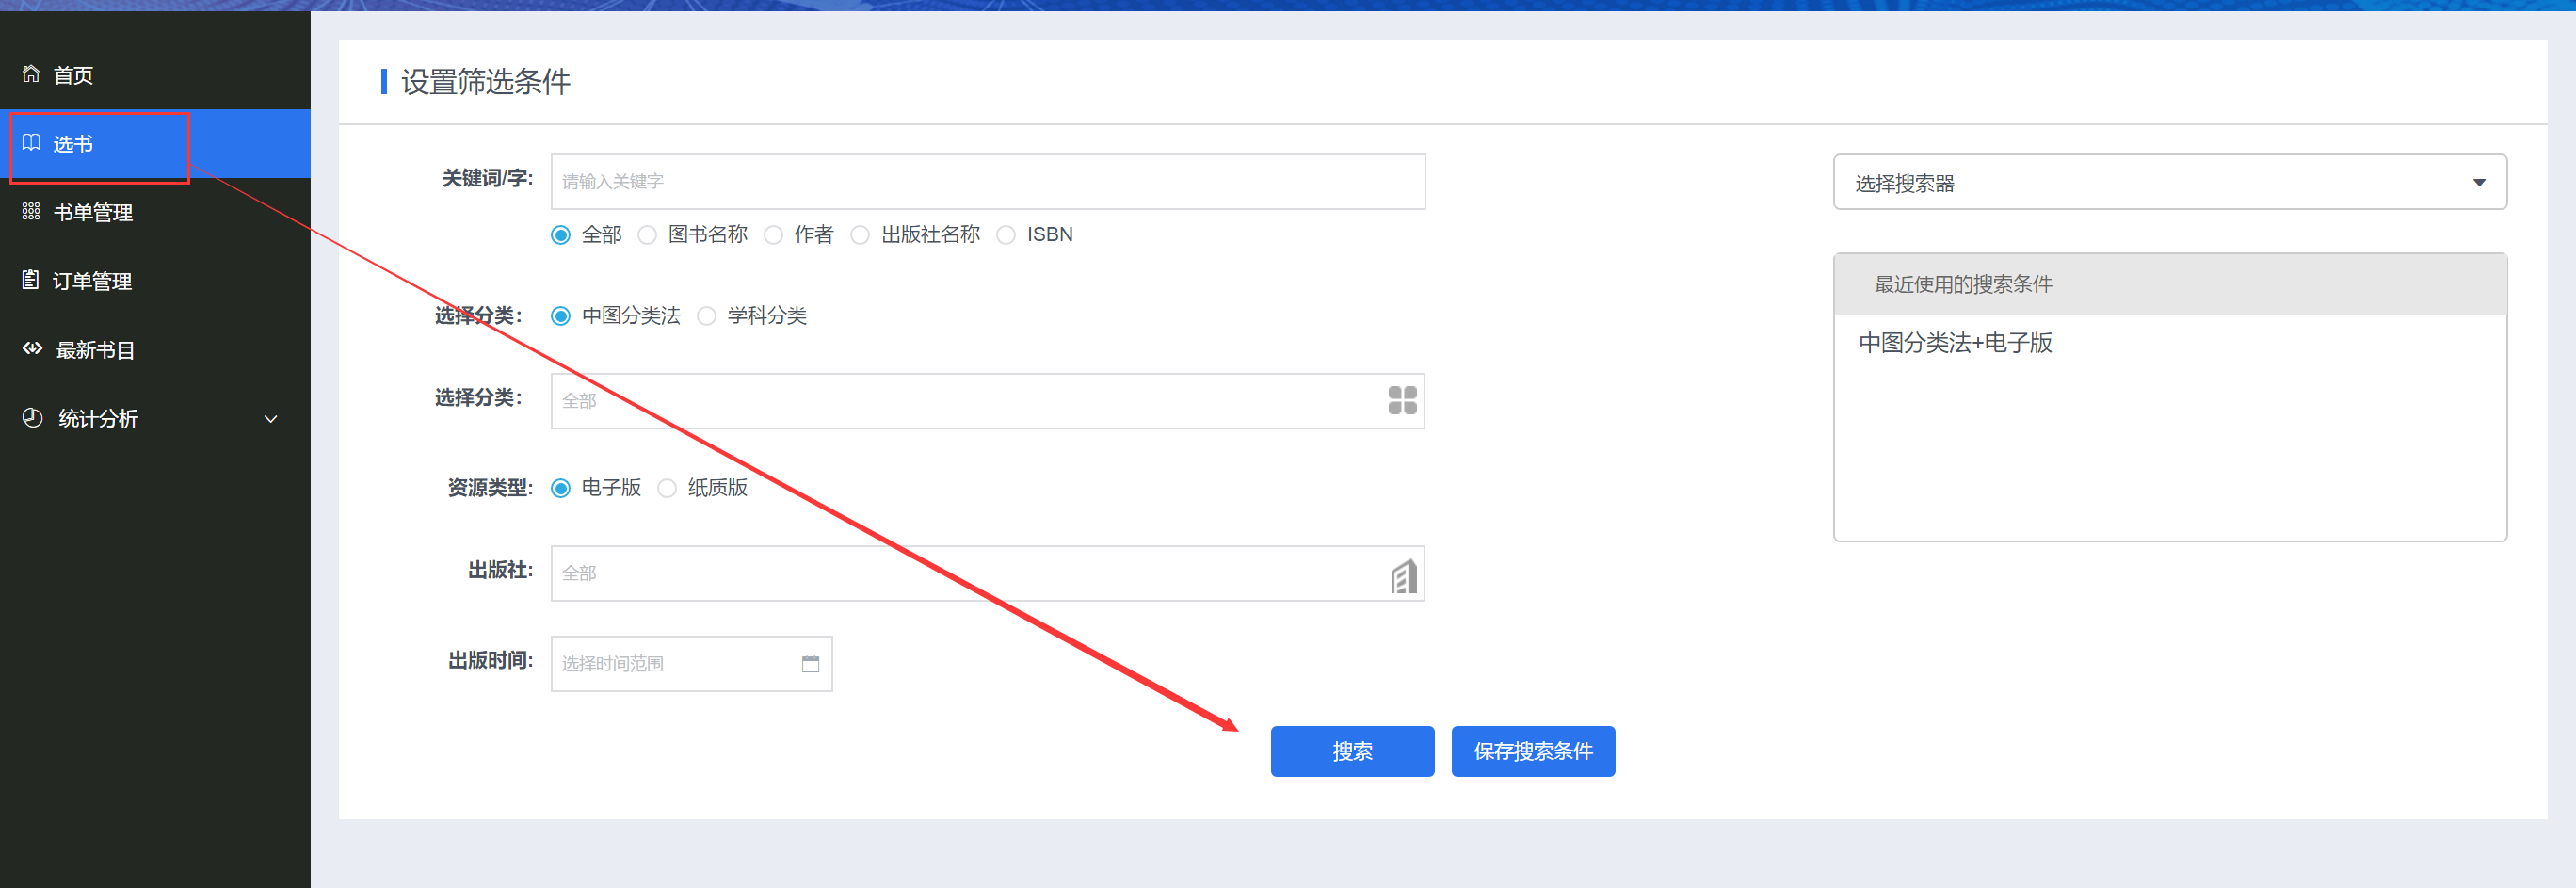 首页
选书
书单管理
订单管理
最新书目
统计分析
设置筛选条件
关键词/字:
请输入关键字
全部 图书名称 作者 出版社名称 ISBN
选择分类:
中图分类法 学科分类
选择分类:
全部
资源类型:
电子版 纸质版
出版社:
全部
出版时间:
选择时间范围
搜索
保存搜索条件
选择搜索器
最近使用的搜索条件
中图分类法+电子版